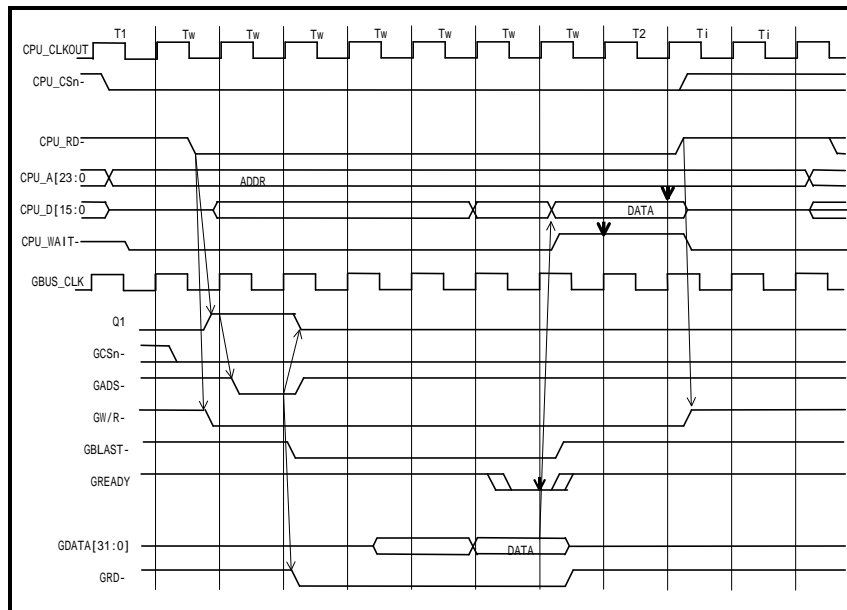 T1 Tw Tw Tw Tw Tw Tw Tw T2 Ti Ti
CPU_CLKOUT
CPU_CSn-
CPU_RD-
CPU_A[23:0
ADDR
CPU_D[15:0
DATA
CPU_WAIT-
GBUS_CLK
Q1
GCSn-
GADS-
GW/R-
GBLAST-
GREADY
GDATA[31:0]
DATA
GRD-